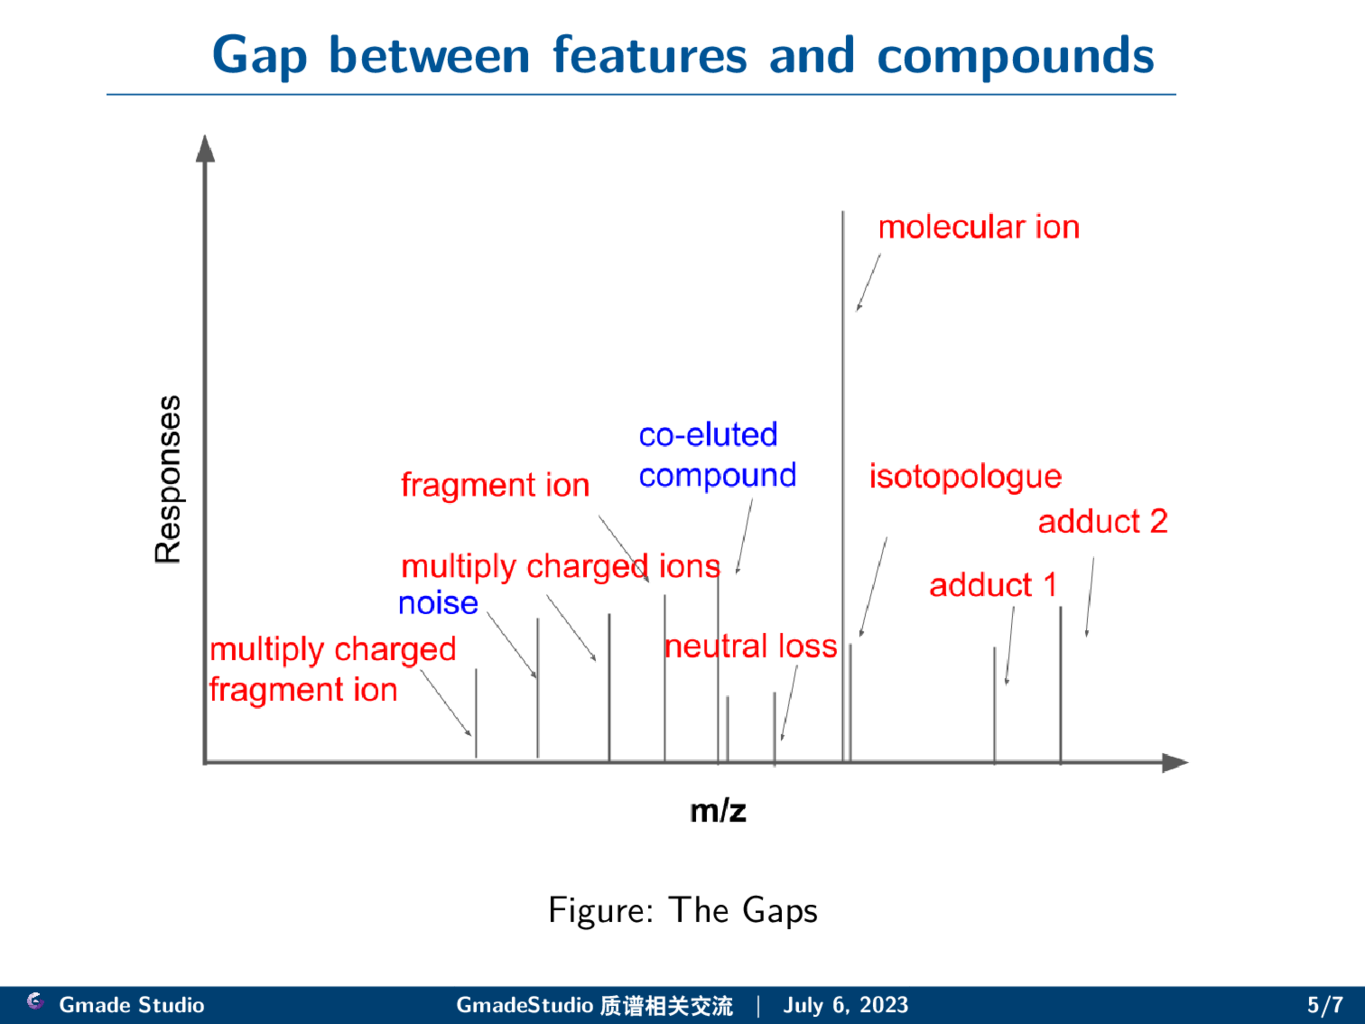 Gap between features and compounds
molecular ion
co-eluted
compound
fragment ion
isotopologue
adduct 2
multiply charged ions
adduct 1
noise
neutral loss
multiply charged
fragment ion
Responses
m/z
Figure: The Gaps
Gmade Studio
GmadeStudio 质谱相关交流 | July 6, 2023
5/7